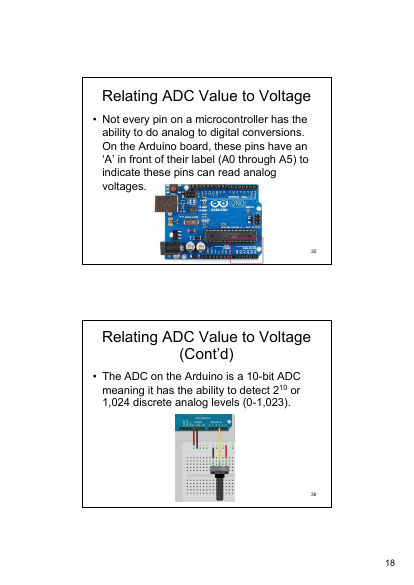 Relating ADC Value to Voltage
• Not every pin on a microcontroller has the
ability to do analog to digital conversions.
On the Arduino board, these pins have an
‘A’ in front of their label (A0 through A5) to
indicate these pins can read analog
voltages.
UNO
ARDUINO
35
Relating ADC Value to Voltage
(Cont’d)
• The ADC on the Arduino is a 10-bit ADC
meaning it has the ability to detect 2¹⁰ or
1,024 discrete analog levels (0-1,023).
36
18